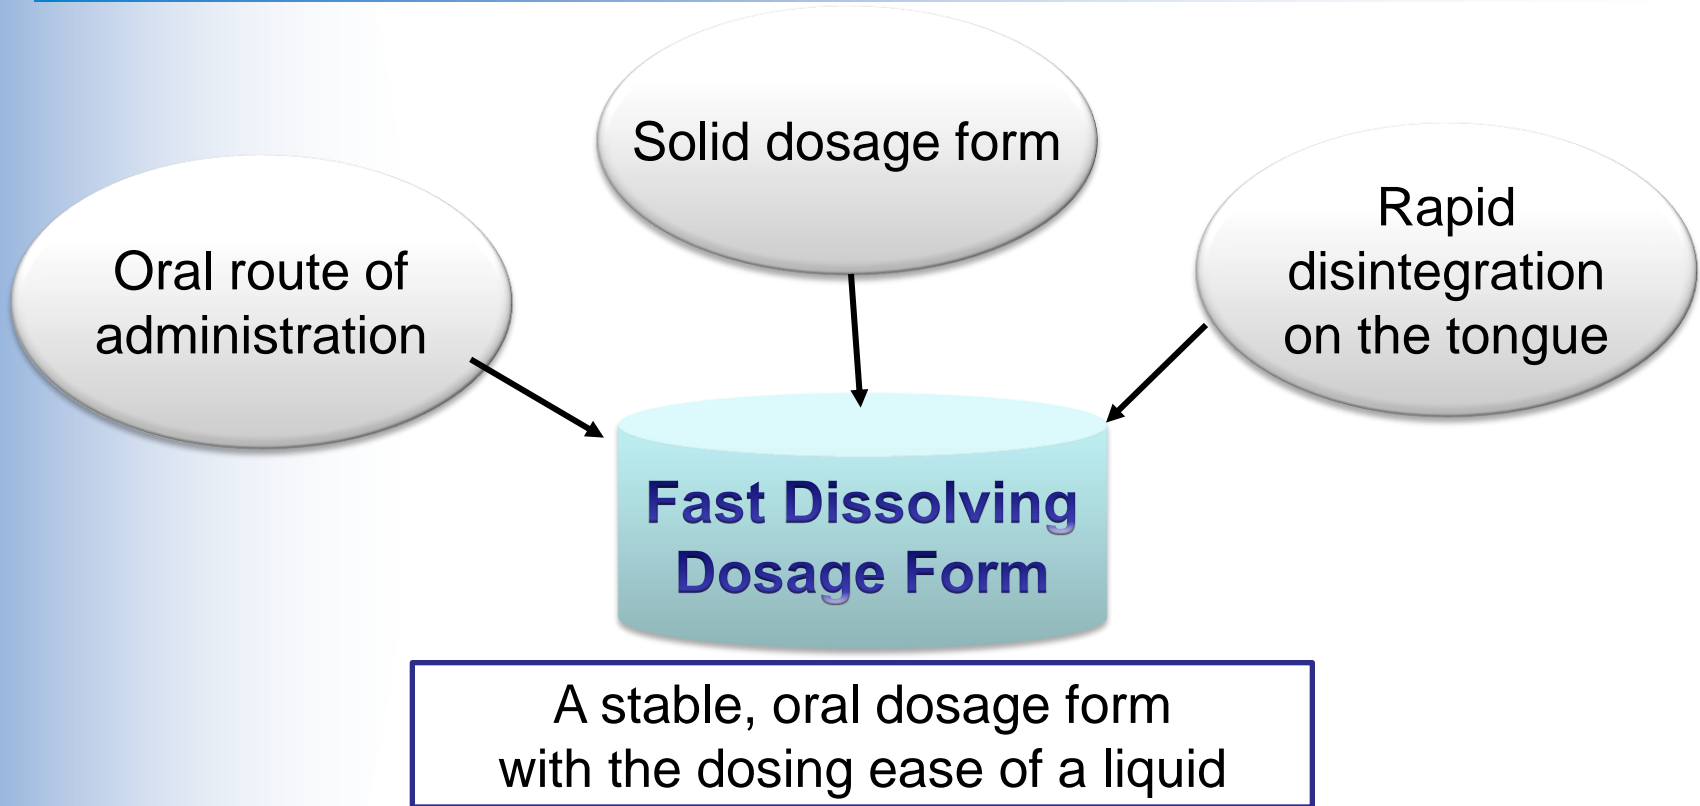 Solid dosage form
Oral route of
administration
Rapid
disintegration
on the tongue
Fast Dissolving
Dosage Form
A stable, oral dosage form
with the dosing ease of a liquid